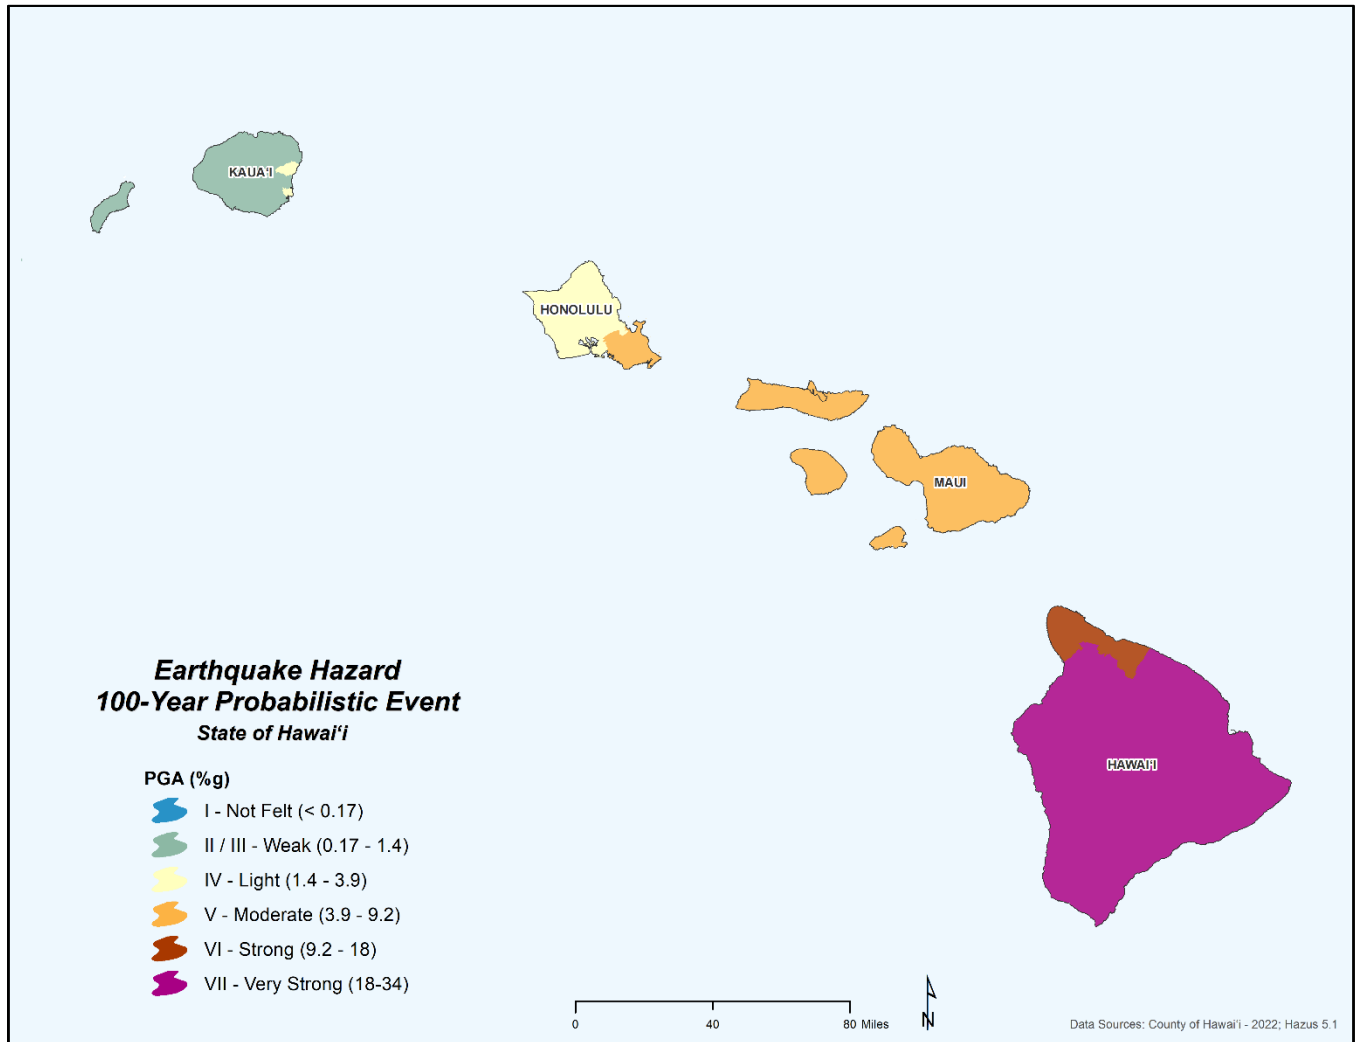 KAUA'I
HONOLULU
MAUI
HAWAI'I
Earthquake Hazard
100-Year Probabilistic Event
State of Hawai‘i
PGA (%g)
I - Not Felt (< 0.17)
II / III - Weak (0.17 - 1.4)
IV - Light (1.4 - 3.9)
V - Moderate (3.9 - 9.2)
VI - Strong (9.2 - 18)
VII - Very Strong (18-34)
0 40 80 Miles
N
Data Sources: County of Hawai‘i - 2022; Hazus 5.1